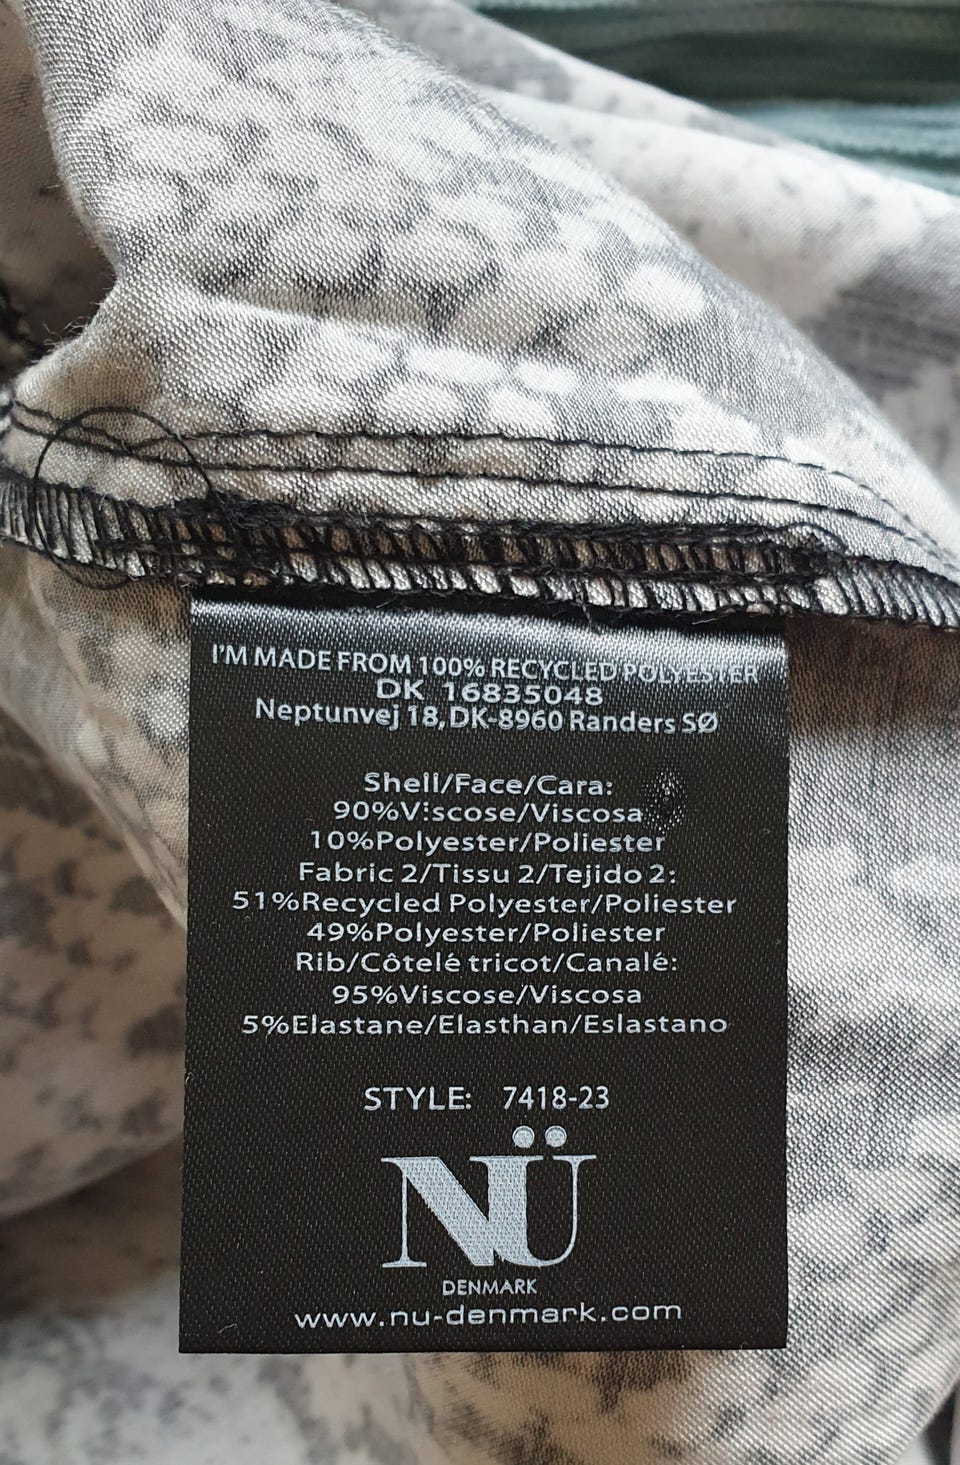 I'M MADE FROM 100% RECYCLED POLYESTER
DK 16835048
Neptunvej 18, DK-8960 Randers SØ
Shell/Face/Cara:
90%Viscose/Viscosa
10%Polyester/Poliester
Fabric 2/Tissu 2/Tejido 2:
51%Recycled Polyester/Poliester
49%Polyester/Poliester
Rib/Côtelé tricot/Canalé:
95%Viscose/Viscosa
5%Elastane/Elasthan/Eslastano
STYLE: 7418-23
NÜ
DENMARK
www.nu-denmark.com